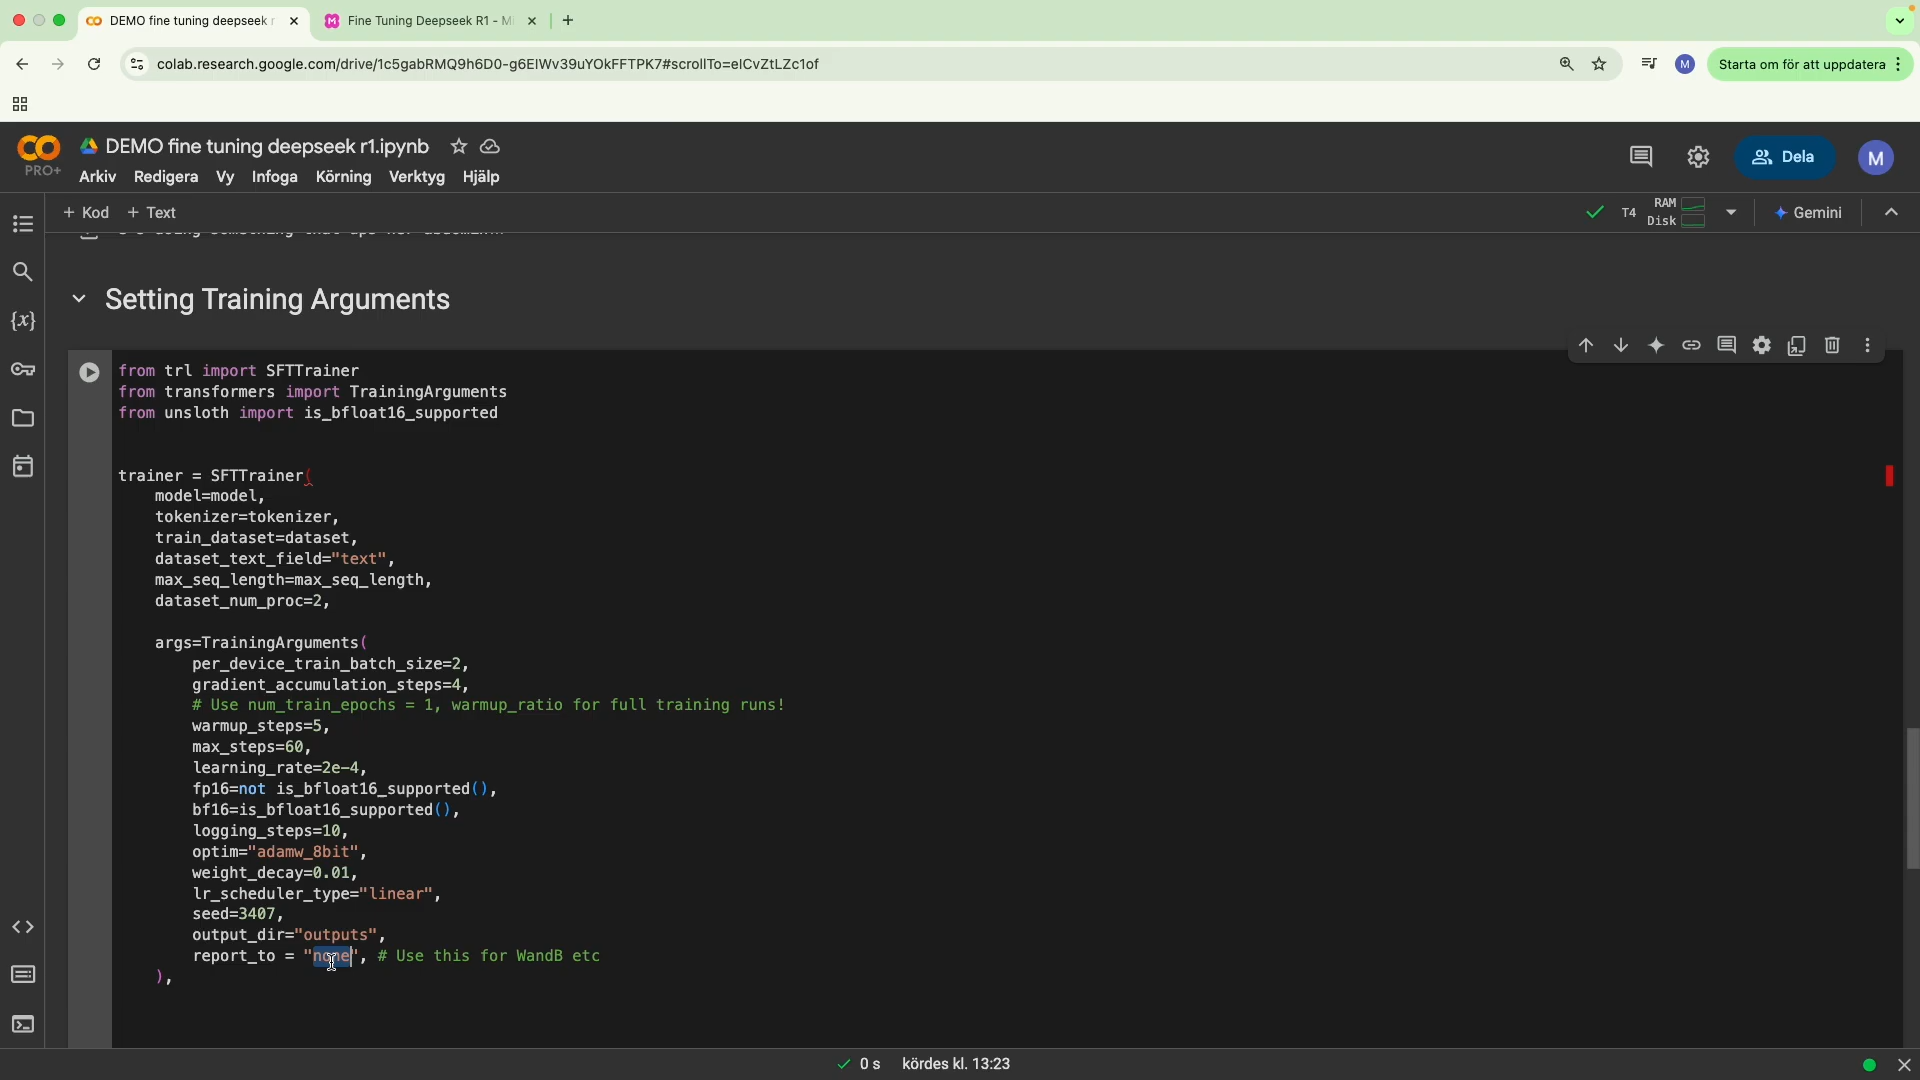 DEMO fine tuning deepseek r
Fine Tuning Deepseek R1 - M
colab.research.google.com/drive/1c5gabRMQ9h6D0-g6ElWv39uYOkFFTPK7#scrollTo=elCvZtLZc1of
M
Starta om för att uppdatera
PRO+
DEMO fine tuning deepseek r1.ipynb
Dela
M
Arkiv Redigera Vy Infoga Körning Verktyg Hjälp
+ Kod + Text
T4
RAM
Disk
Gemini
Setting Training Arguments
from trl import SFTTrainer
from transformers import TrainingArguments
from unsloth import is_bfloat16_supported
trainer = SFTTrainer(
model=model,
tokenizer=tokenizer,
train_dataset=dataset,
dataset_text_field="text",
max_seq_length=max_seq_length,
dataset_num_proc=2,
args=TrainingArguments(
per_device_train_batch_size=2,
gradient_accumulation_steps=4,
# Use num_train_epochs = 1, warmup_ratio for full training runs!
warmup_steps=5,
max_steps=60,
learning_rate=2e-4,
fp16=not is_bfloat16_supported(),
bf16=is_bfloat16_supported(),
logging_steps=10,
optim="adamw_8bit",
weight_decay=0.01,
lr_scheduler_type="linear",
seed=3407,
output_dir="outputs",
report_to = "none", # Use this for WandB etc
),
0 s kördes kl. 13:23